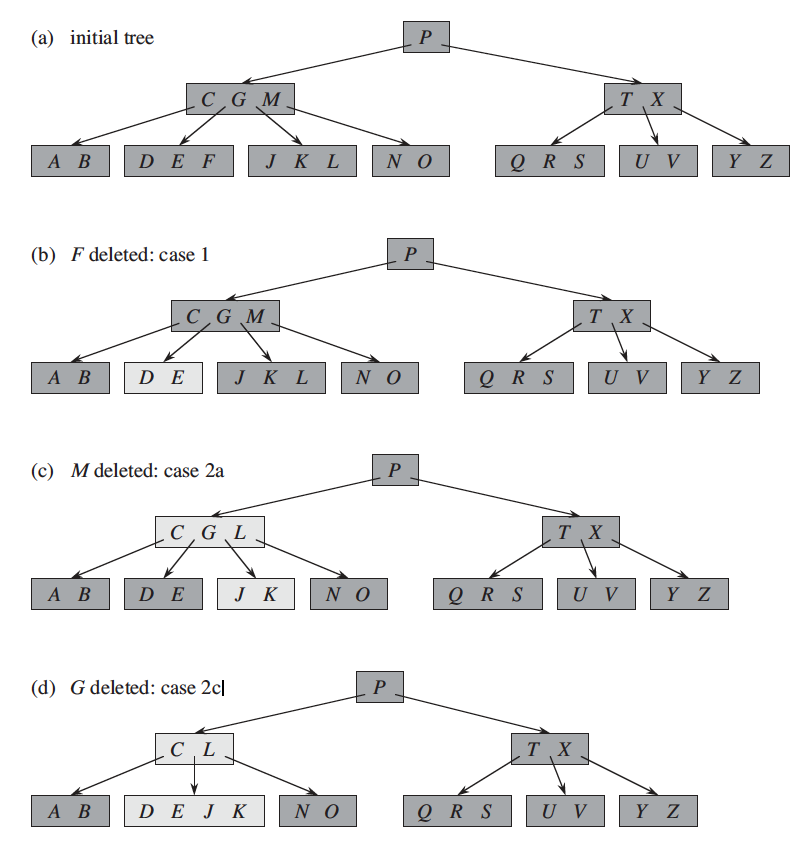 (a) initial tree
P
C G M
T X
A B
D E F
J K L
N O
Q R S
U V
Y Z
(b) F deleted: case 1
P
C G M
T X
A B
D E
J K L
N O
Q R S
U V
Y Z
(c) M deleted: case 2a
P
C G L
T X
A B
D E
J K
N O
Q R S
U V
Y Z
(d) G deleted: case 2c
P
C L
T X
A B
D E J K
N O
Q R S
U V
Y Z